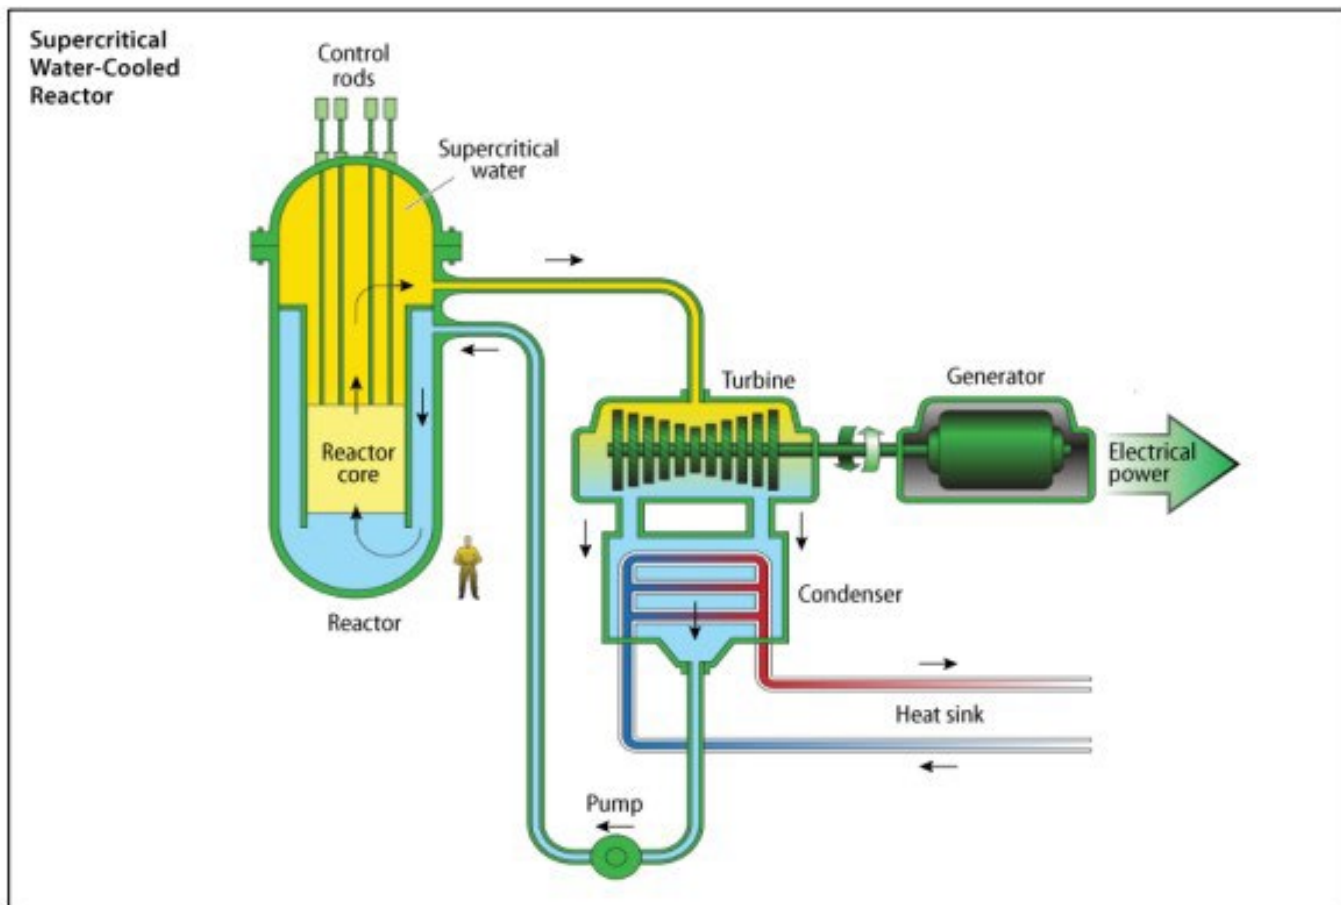 Supercritical
Water-Cooled
Reactor
Control
rods
Supercritical
water
Turbine
Generator
Reactor
core
Electrical
power
Condenser
Reactor
Heat sink
Pump